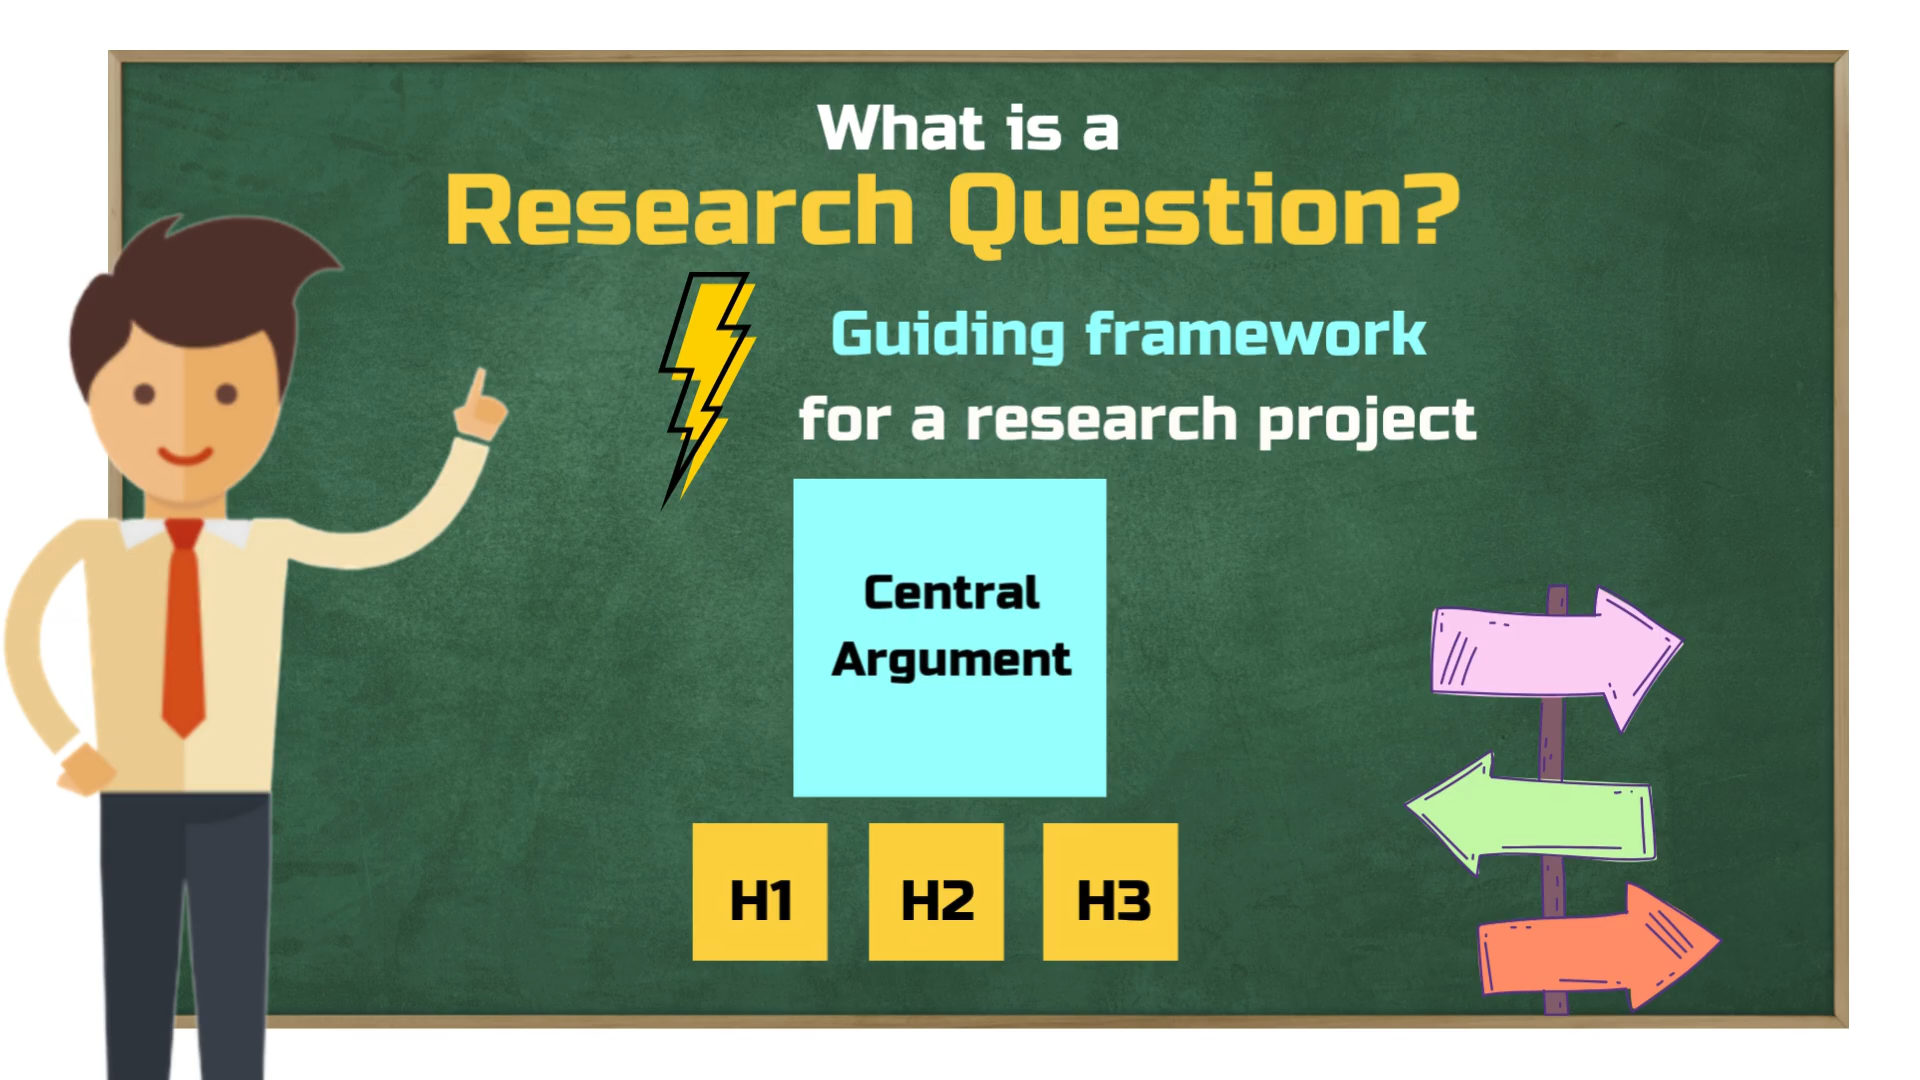 What is a
Research Question?
Guiding framework
for a research project
Central
Argument
H1 H2 H3